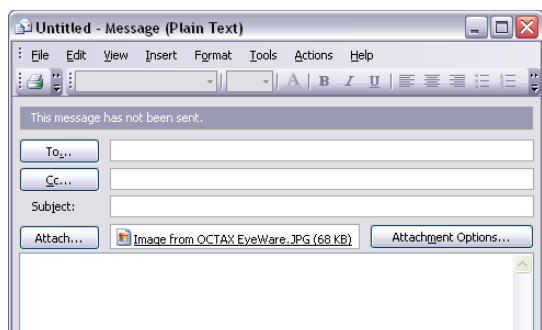 Untitled - Message (Plain Text)
File Edit View Insert Format Tools Actions Help
A B I U
This message has not been sent.
To...
Cc...
Subject:
Attach... Image from OCTAX EyeWare.JPG (68 KB) Attachment Options...